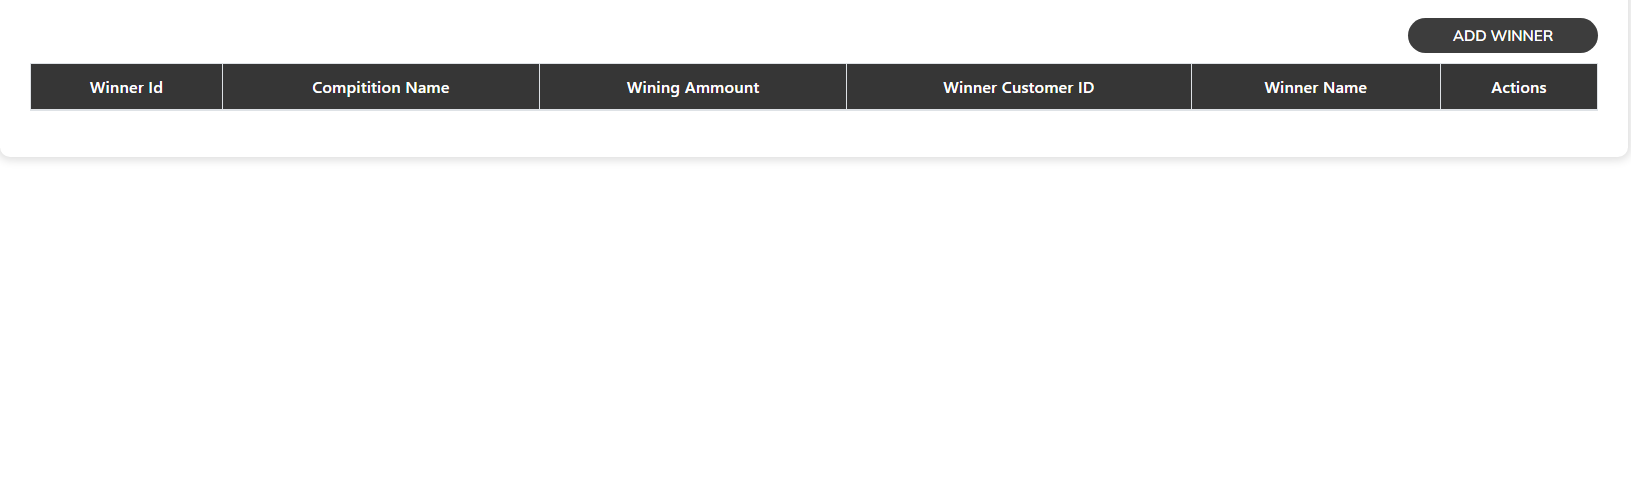 ADD WINNER
Winner Id Compitition Name Wining Ammount Winner Customer ID Winner Name Actions